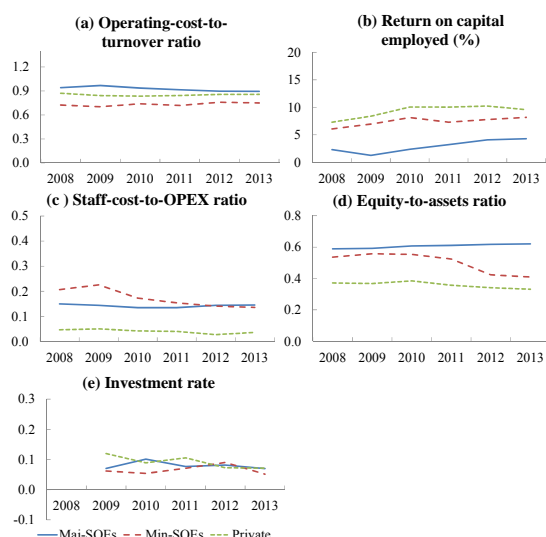 (a) Operating-cost-to-
turnover ratio
1.2
0.9
0.6
0.3
0.0
2008 2009 2010 2011 2012 2013
(b) Return on capital
employed (%)
20
15
10
5
0
2008 2009 2010 2011 2012 2013
(c ) Staff-cost-to-OPEX ratio
0.5
0.4
0.3
0.2
0.1
0.0
2008 2009 2010 2011 2012 2013
(d) Equity-to-assets ratio
0.8
0.6
0.4
0.2
0.0
2008 2009 2010 2011 2012 2013
(e) Investment rate
0.3
0.2
0.1
0.0
-0.1
2008 2009 2010 2011 2012 2013
Maj-SOEs Min-SOEs Private